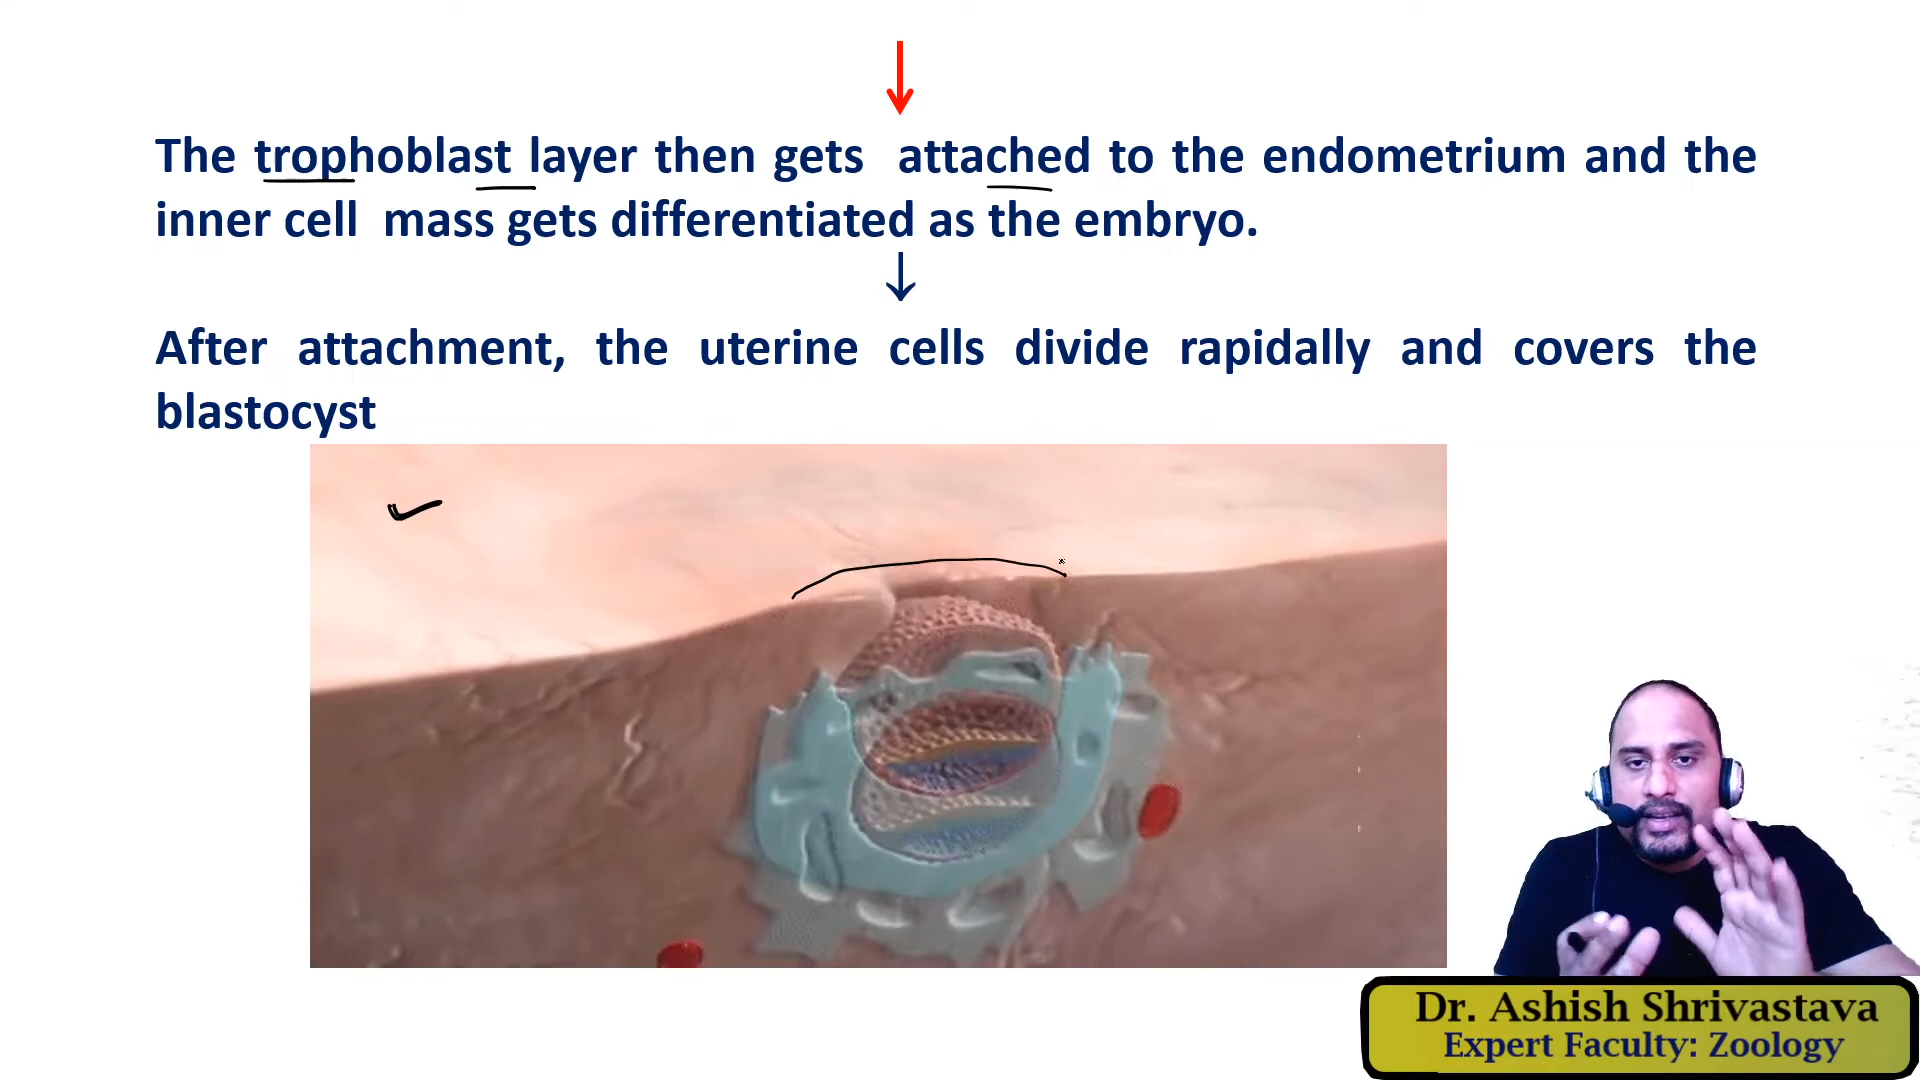 The trophoblast layer then gets attached to the endometrium and the
inner cell mass gets differentiated as the embryo.
After attachment, the uterine cells divide rapidally and covers the
blastocyst
Dr. Ashish Shrivastava
Expert Faculty: Zoology